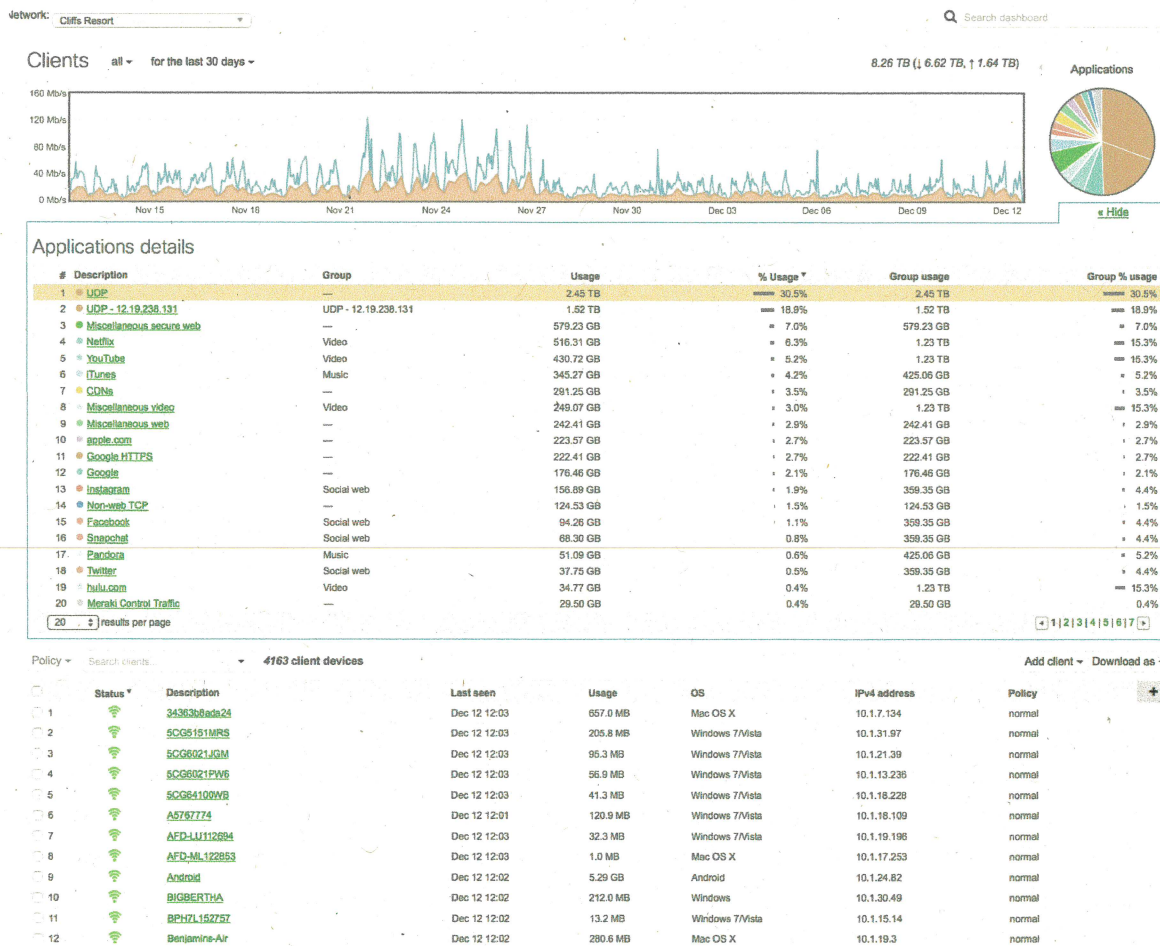 Network: Cliffs Resort
Search dashboard
Clients all for the last 30 days
8.26 TB (↓ 6.62 TB, ↑ 1.64 TB)
Applications
160 Mb/s
120 Mb/s
80 Mb/s
40 Mb/s
0 Mb/s
Nov 15 Nov 18 Nov 21 Nov 24 Nov 27 Nov 30 Dec 03 Dec 06 Dec 09 Dec 12
« Hide
Applications details
# Description Group Usage % Usage ▼ Group usage Group % usage
1 UDP — 2.45 TB 30.5% 2.45 TB 30.5%
2 UDP - 12.19.238.131 UDP - 12.19.238.131 1.52 TB 18.9% 1.52 TB 18.9%
3 Miscellaneous secure web — 579.23 GB 7.0% 579.23 GB 7.0%
4 Netflix Video 516.31 GB 6.3% 1.23 TB 15.3%
5 YouTube Video 430.72 GB 5.2% 1.23 TB 15.3%
6 iTunes Music 345.27 GB 4.2% 425.06 GB 5.2%
7 CDNs — 291.25 GB 3.5% 291.25 GB 3.5%
8 Miscellaneous video Video 249.07 GB 3.0% 1.23 TB 15.3%
9 Miscellaneous web — 242.41 GB 2.9% 242.41 GB 2.9%
10 apple.com — 223.57 GB 2.7% 223.57 GB 2.7%
11 Google HTTPS — 222.41 GB 2.7% 222.41 GB 2.7%
12 Google — 176.46 GB 2.1% 176.46 GB 2.1%
13 Instagram Social web 156.89 GB 1.9% 359.35 GB 4.4%
14 Non-web TCP — 124.53 GB 1.5% 124.53 GB 1.5%
15 Facebook Social web 94.26 GB 1.1% 359.35 GB 4.4%
16 Snapchat Social web 68.30 GB 0.8% 359.35 GB 4.4%
17 Pandora Music 51.09 GB 0.6% 425.06 GB 5.2%
18 Twitter Social web 37.75 GB 0.5% 359.35 GB 4.4%
19 hulu.com Video 34.77 GB 0.4% 1.23 TB 15.3%
20 Meraki Control Traffic — 29.50 GB 0.4% 29.50 GB 0.4%
20 results per page
1|2|3|4|5|6|7
Policy Search clients... 4163 client devices Add client Download as
Status ▼ Description Last seen Usage OS IPv4 address Policy +
1 34363b8ada24 Dec 12 12:03 657.0 MB Mac OS X 10.1.7.134 normal
2 5CG5151MRS Dec 12 12:03 205.8 MB Windows 7/Vista 10.1.31.97 normal
3 5CG6021JGM Dec 12 12:03 95.3 MB Windows 7/Vista 10.1.21.39 normal
4 5CG6021PW6 Dec 12 12:03 56.9 MB Windows 7/Vista 10.1.13.236 normal
5 5CG64100WB Dec 12 12:03 41.3 MB Windows 7/Vista 10.1.16.228 normal
6 A5767774 Dec 12 12:01 120.9 MB Windows 7/Vista 10.1.18.109 normal
7 AFD-LU112694 Dec 12 12:03 32.3 MB Windows 7/Vista 10.1.19.196 normal
8 AFD-ML122853 Dec 12 12:03 1.0 MB Mac OS X 10.1.17.253 normal
9 Android Dec 12 12:02 5.29 GB Android 10.1.24.82 normal
10 BIGBERTHA Dec 12 12:02 212.0 MB Windows 10.1.30.49 normal
11 BPH7L152757 Dec 12 12:02 13.2 MB Windows 7/Vista 10.1.15.14 normal
12 Benjamins-Air Dec 12 12:02 280.6 MB Mac OS X 10.1.19.3 normal